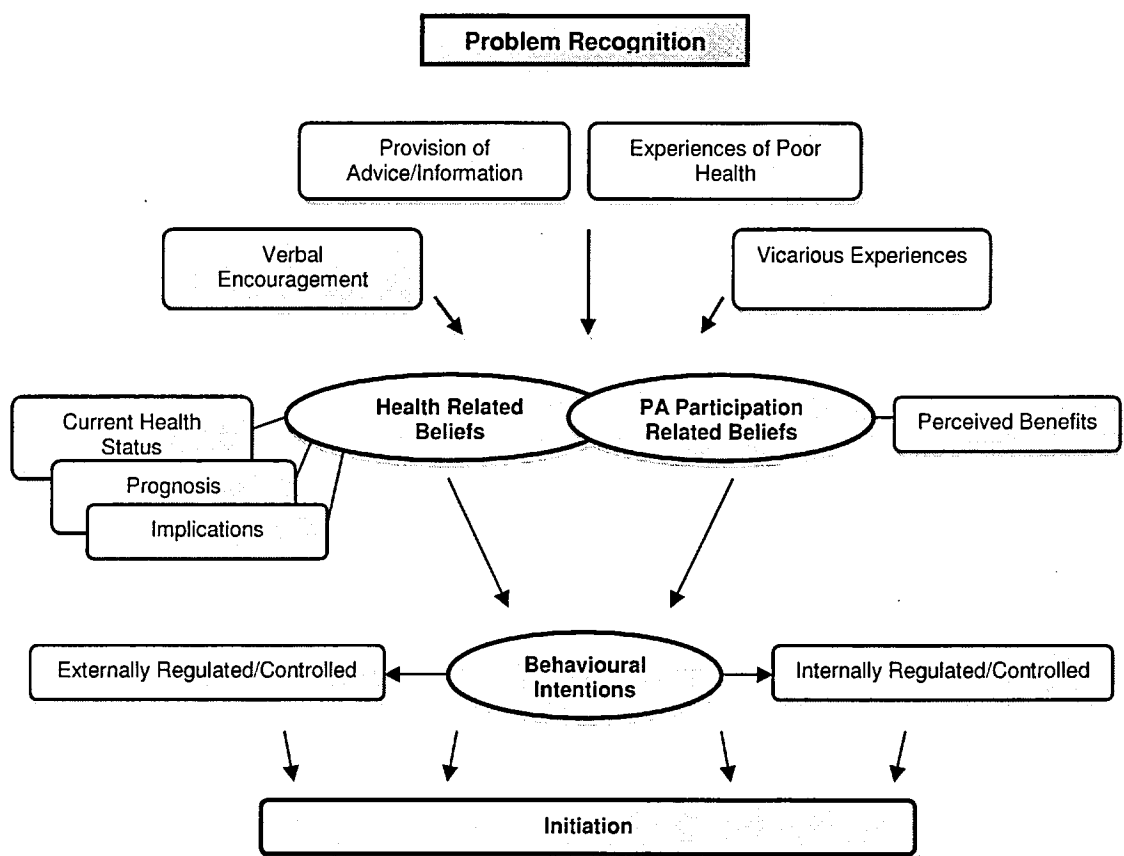 Problem Recognition
Provision of
Advice/Information
Experiences of Poor
Health
Verbal
Encouragement
Vicarious Experiences
Health Related
Beliefs
PA Participation
Related Beliefs
Current Health
Status
Perceived Benefits
Prognosis
Implications
Externally Regulated/Controlled
Behavioural
Intentions
Internally Regulated/Controlled
Initiation